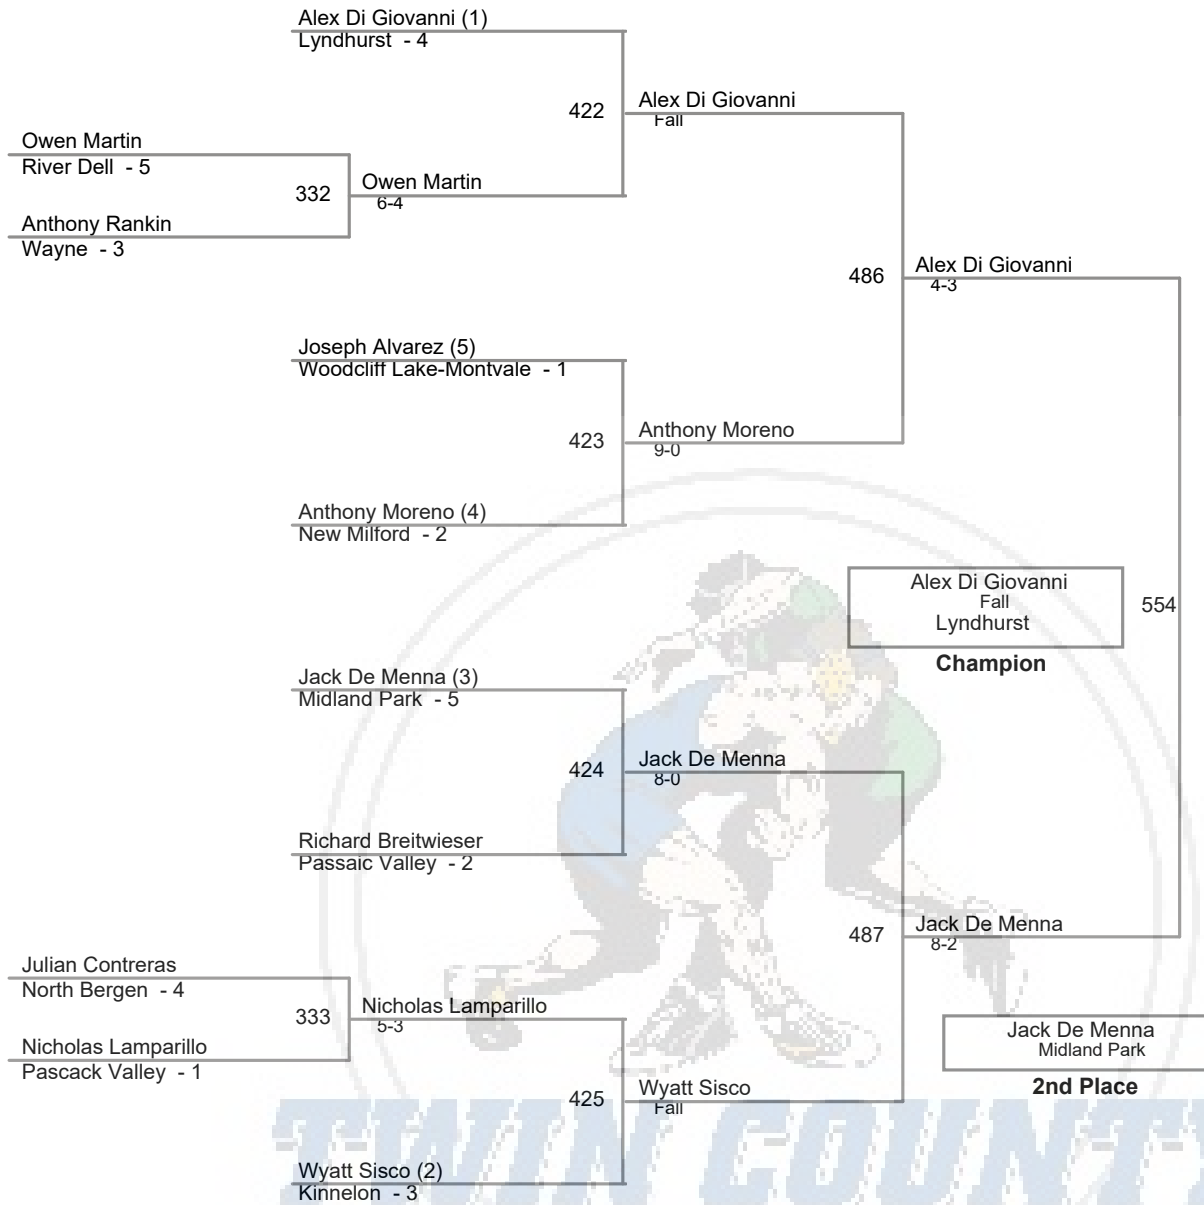 Alex Di Giovanni (1)
Lyndhurst - 4
422
Alex Di Giovanni
Fall
Owen Martin
River Dell - 5
332
Owen Martin
6-4
Anthony Rankin
Wayne - 3
486
Alex Di Giovanni
4-3
Joseph Alvarez (5)
Woodcliff Lake-Montvale - 1
423
Anthony Moreno
9-0
Anthony Moreno (4)
New Milford - 2
Alex Di Giovanni
Fall
Lyndhurst
554
Champion
Jack De Menna (3)
Midland Park - 5
424
Jack De Menna
8-0
Richard Breitwieser
Passaic Valley - 2
487
Jack De Menna
8-2
Julian Contreras
North Bergen - 4
333
Nicholas Lamparillo
5-3
Nicholas Lamparillo
Pascack Valley - 1
Jack De Menna
Midland Park
2nd Place
425
Wyatt Sisco
Fall
Wyatt Sisco (2)
Kinnelon - 3
TWIN COUNTY